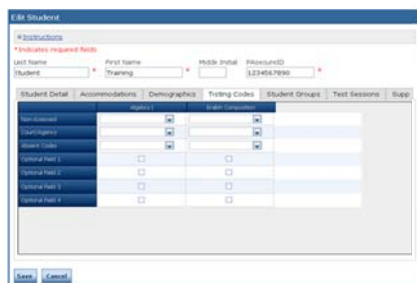 Edit Student
Instructions
*Indicates required fields
Last Name First Name Middle Initial PAsecureID
Student * Training * 1234567890 *
Student Detail Accommodations Demographics Testing Codes Student Groups Test Sessions Supp
Algebra I English Composition
Non-Assessed
Court/Agency
Absent Codes
Optional Field 1
Optional Field 2
Optional Field 3
Optional Field 4
Save Cancel